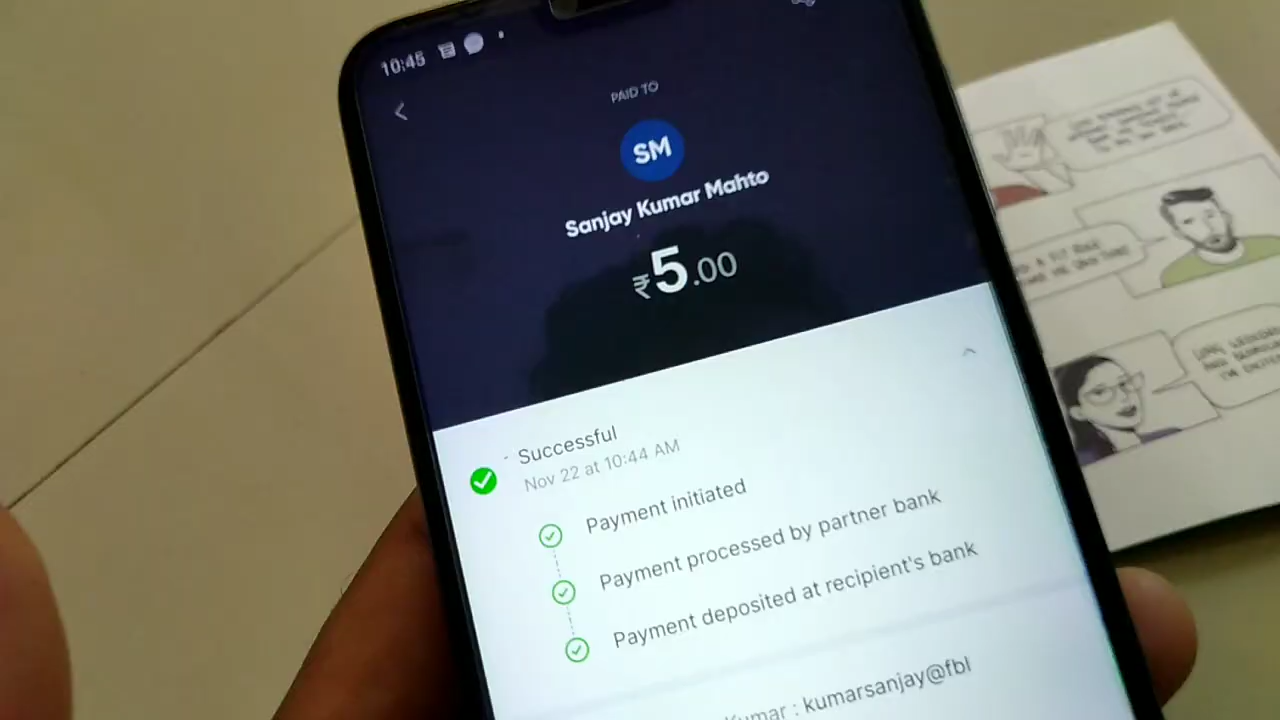 10:45
PAID TO
SM
Sanjay Kumar Mahto
₹5.00
Successful
Nov 22 at 10:44 AM
Payment initiated
Payment processed by partner bank
Payment deposited at recipient's bank
Kumar : kumarsanjay@fbl